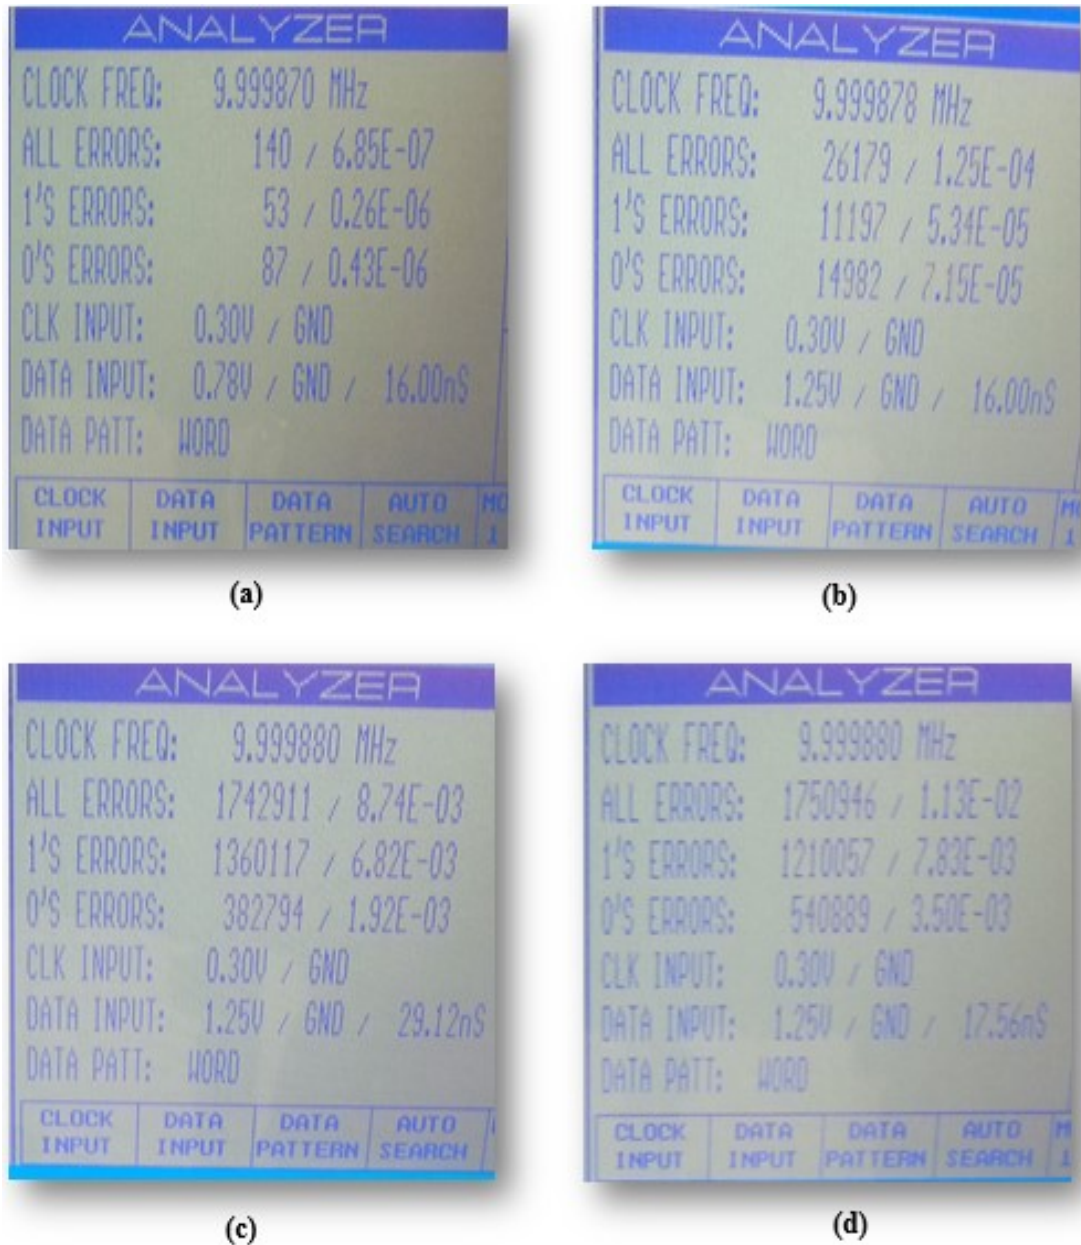 ANALYZER
CLOCK FREQ: 9.999870 MHz
ALL ERRORS: 140 / 6.85E-07
1'S ERRORS: 53 / 0.26E-06
0'S ERRORS: 87 / 0.43E-06
CLK INPUT: 0.30V / GND
DATA INPUT: 0.78V / GND / 16.00nS
DATA PATT: WORD
CLOCK INPUT DATA INPUT DATA PATTERN AUTO SEARCH
(a)
ANALYZER
CLOCK FREQ: 9.999878 MHz
ALL ERRORS: 26179 / 1.25E-04
1'S ERRORS: 11197 / 5.34E-05
0'S ERRORS: 14982 / 7.15E-05
CLK INPUT: 0.30V / GND
DATA INPUT: 1.25V / GND / 16.00nS
DATA PATT: WORD
CLOCK INPUT DATA INPUT DATA PATTERN AUTO SEARCH
(b)
ANALYZER
CLOCK FREQ: 9.999880 MHz
ALL ERRORS: 1742911 / 8.74E-03
1'S ERRORS: 1360117 / 6.82E-03
0'S ERRORS: 382794 / 1.92E-03
CLK INPUT: 0.30V / GND
DATA INPUT: 1.25V / GND / 29.12nS
DATA PATT: WORD
CLOCK INPUT DATA INPUT DATA PATTERN AUTO SEARCH
(c)
ANALYZER
CLOCK FREQ: 9.999880 MHz
ALL ERRORS: 1750946 / 1.13E-02
1'S ERRORS: 1210057 / 7.83E-03
0'S ERRORS: 540889 / 3.50E-03
CLK INPUT: 0.30V / GND
DATA INPUT: 1.25V / GND / 17.56nS
DATA PATT: WORD
CLOCK INPUT DATA INPUT DATA PATTERN AUTO SEARCH
(d)